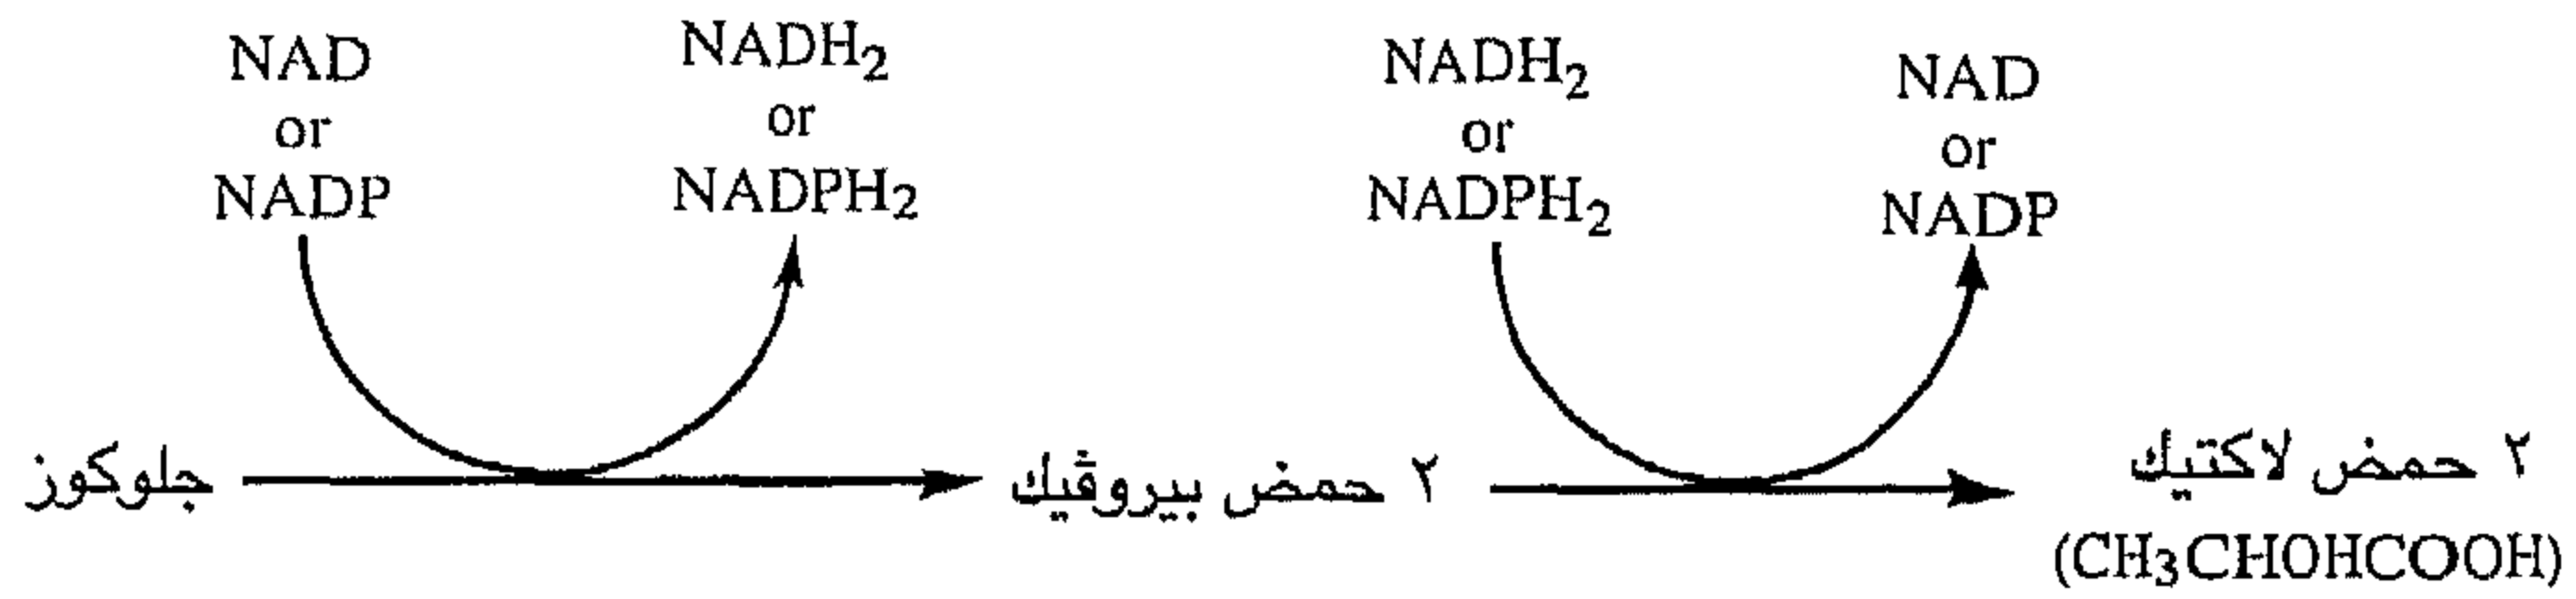 NAD
or
NADP
NADH₂
or
NADPH₂
NADH₂
or
NADPH₂
NAD
or
NADP
جلوكوز
٢ حمض بيروڤيك
٢ حمض لاكتيك
(CH₃CHOHCOOH)